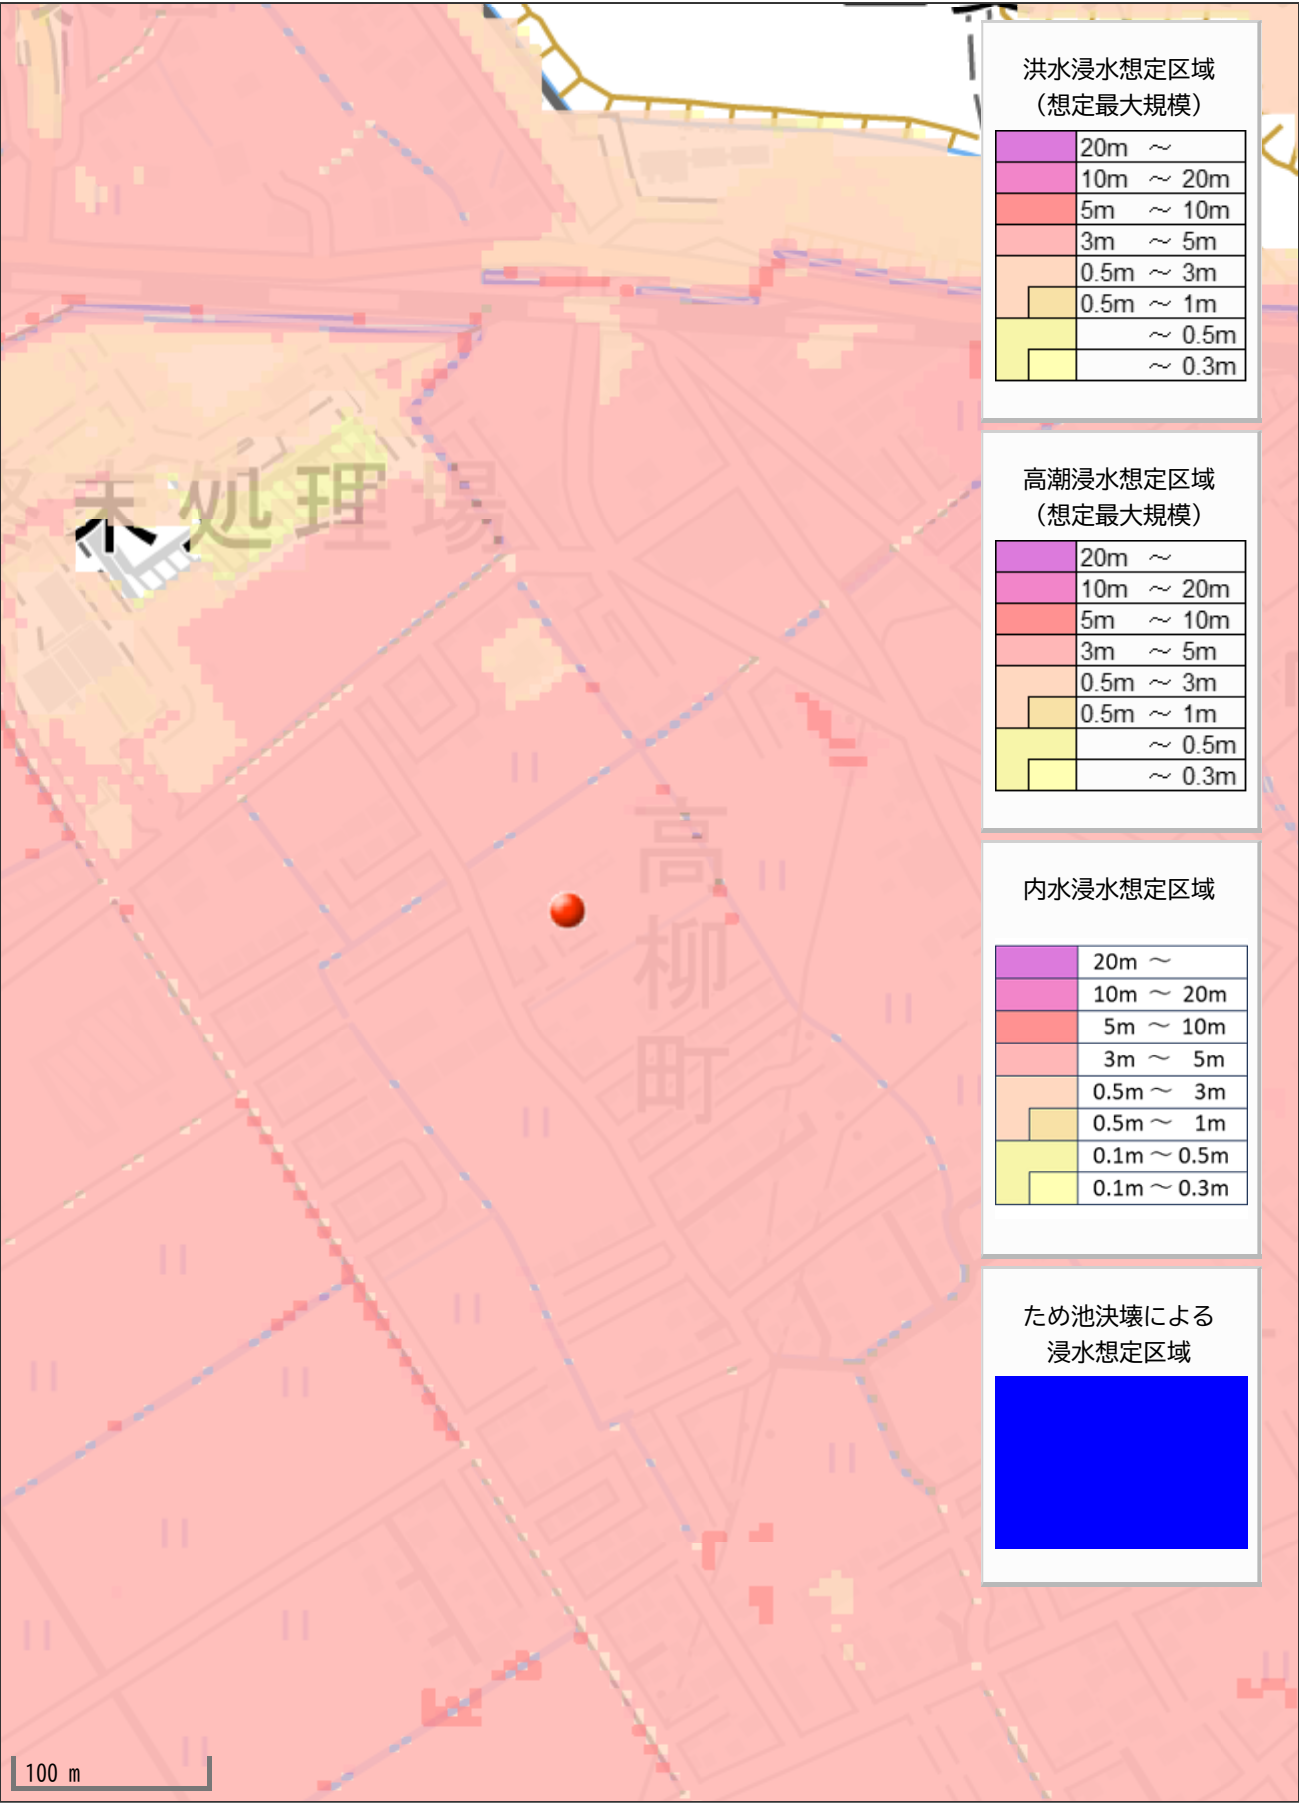 洪水浸水想定区域
（想定最大規模）
20m ～
10m ～ 20m
5m ～ 10m
3m ～ 5m
0.5m ～ 3m
0.5m ～ 1m
～ 0.5m
～ 0.3m
高潮浸水想定区域
（想定最大規模）
20m ～
10m ～ 20m
5m ～ 10m
3m ～ 5m
0.5m ～ 3m
0.5m ～ 1m
～ 0.5m
～ 0.3m
内水浸水想定区域
20m ～
10m ～ 20m
5m ～ 10m
3m ～ 5m
0.5m ～ 3m
0.5m ～ 1m
0.1m ～ 0.5m
0.1m ～ 0.3m
ため池決壊による
浸水想定区域
終末処理場
高柳町
100 m